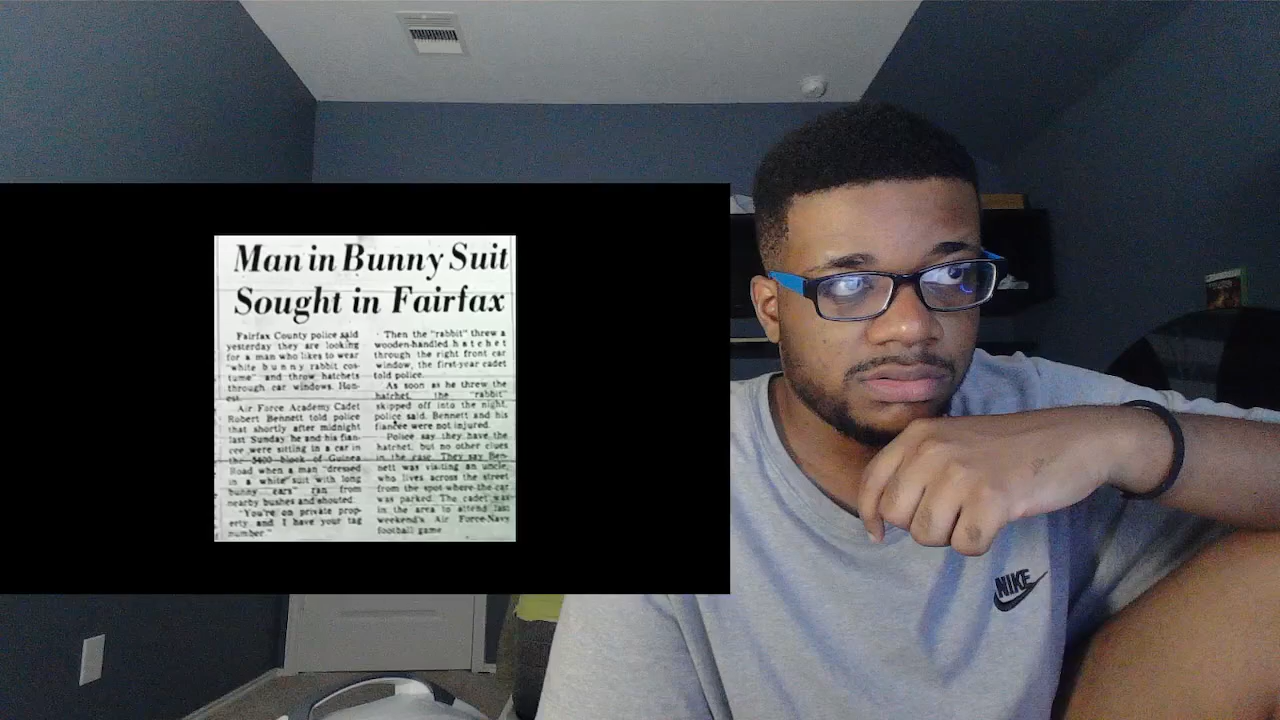 Man in Bunny Suit
Sought in Fairfax
Fairfax County police said
yesterday they are looking
for a man who likes to wear
"white bunny rabbit cos-
tume" and throw hatchets
through car windows. Hon-
est.
Air Force Academy Cadet
Robert Bennett told police
that shortly after midnight
last Sunday he and his fian-
cee were sitting in a car in
the 5400 block of Guinea
Road when a man "dressed
in a white suit with long
bunny ears" ran from
nearby bushes and shouted
"You're on private prop-
erty and I have your tag
number."
Then the "rabbit" threw a
wooden-handled hatchet
through the right front car
window, the first-year cadet
told police.
As soon as he threw the
hatchet, the "rabbit"
skipped off into the night,
police said. Bennett and his
fiancee were not injured.
Police say they have the
hatchet, but no other clues
in the case. They say Ben-
nett was visiting an uncle,
who lives across the street
from the spot where the car
was parked. The cadet was
in the area to attend last
weekend's Air Force-Navy
football game.
NIKE